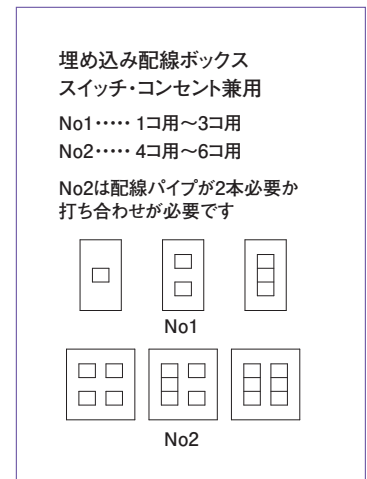 埋め込み配線ボックス
スイッチ・コンセント兼用
No1・・・・・ 1コ用～3コ用
No2・・・・・ 4コ用～6コ用
No2は配線パイプが2本必要か
打ち合わせが必要です
No1
No2